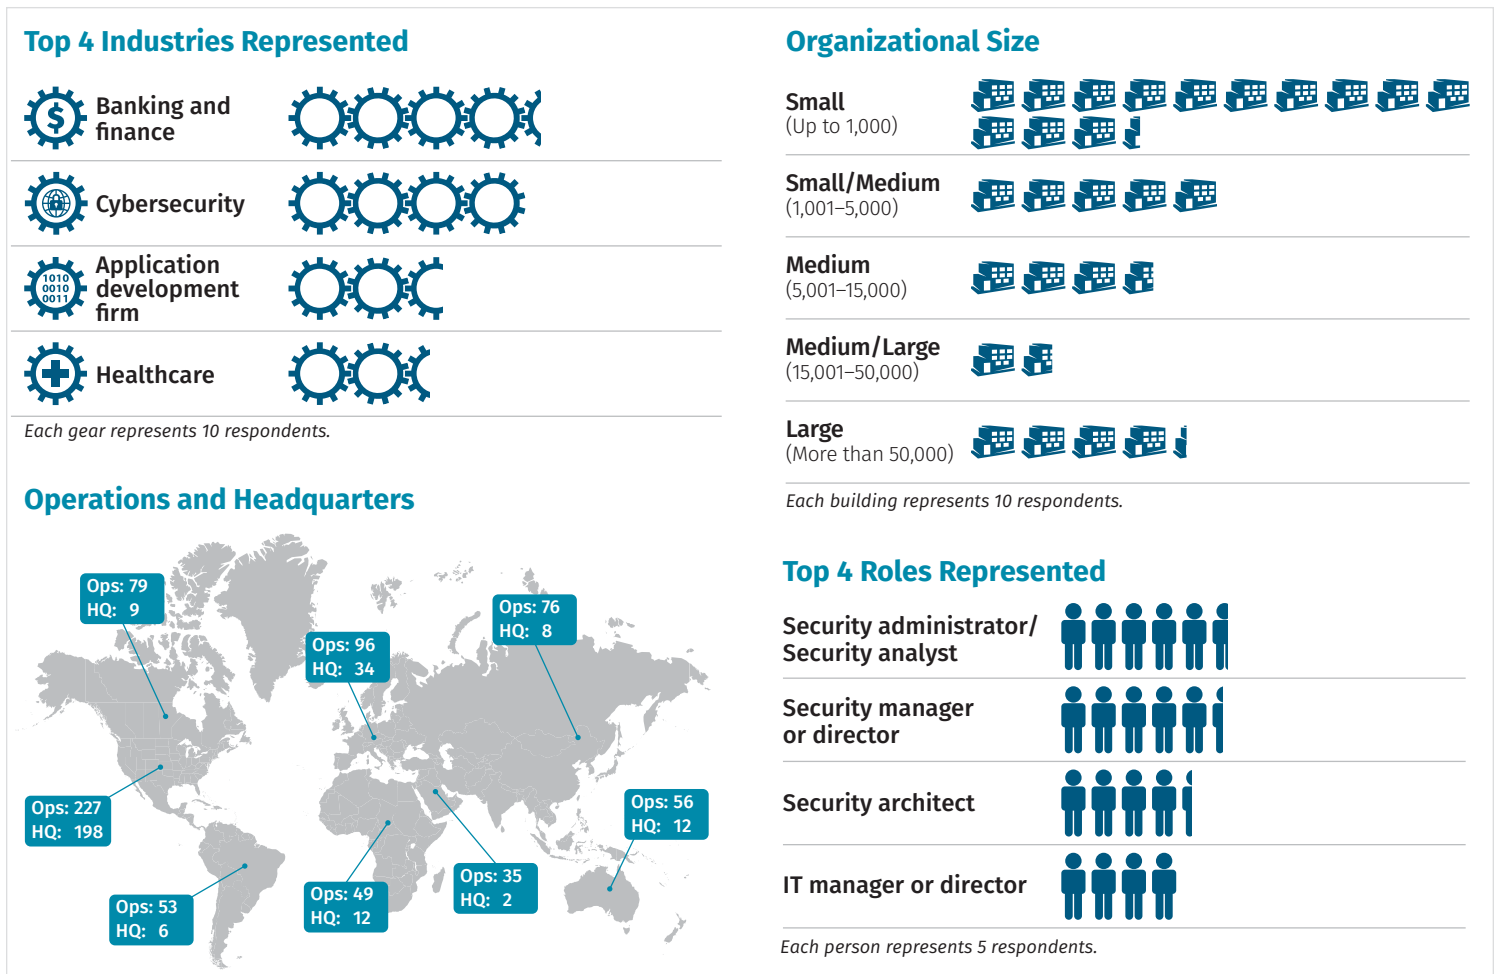 Top 4 Industries Represented
Banking and
finance
Cybersecurity
1010
0010
0011
Application
development
firm
Healthcare
Each gear represents 10 respondents.
Operations and Headquarters
Ops: 79
HQ: 9
Ops: 96
HQ: 34
Ops: 76
HQ: 8
Ops: 227
HQ: 198
Ops: 56
HQ: 12
Ops: 53
HQ: 6
Ops: 49
HQ: 12
Ops: 35
HQ: 2
Organizational Size
Small
(Up to 1,000)
Small/Medium
(1,001–5,000)
Medium
(5,001–15,000)
Medium/Large
(15,001–50,000)
Large
(More than 50,000)
Each building represents 10 respondents.
Top 4 Roles Represented
Security administrator/
Security analyst
Security manager
or director
Security architect
IT manager or director
Each person represents 5 respondents.